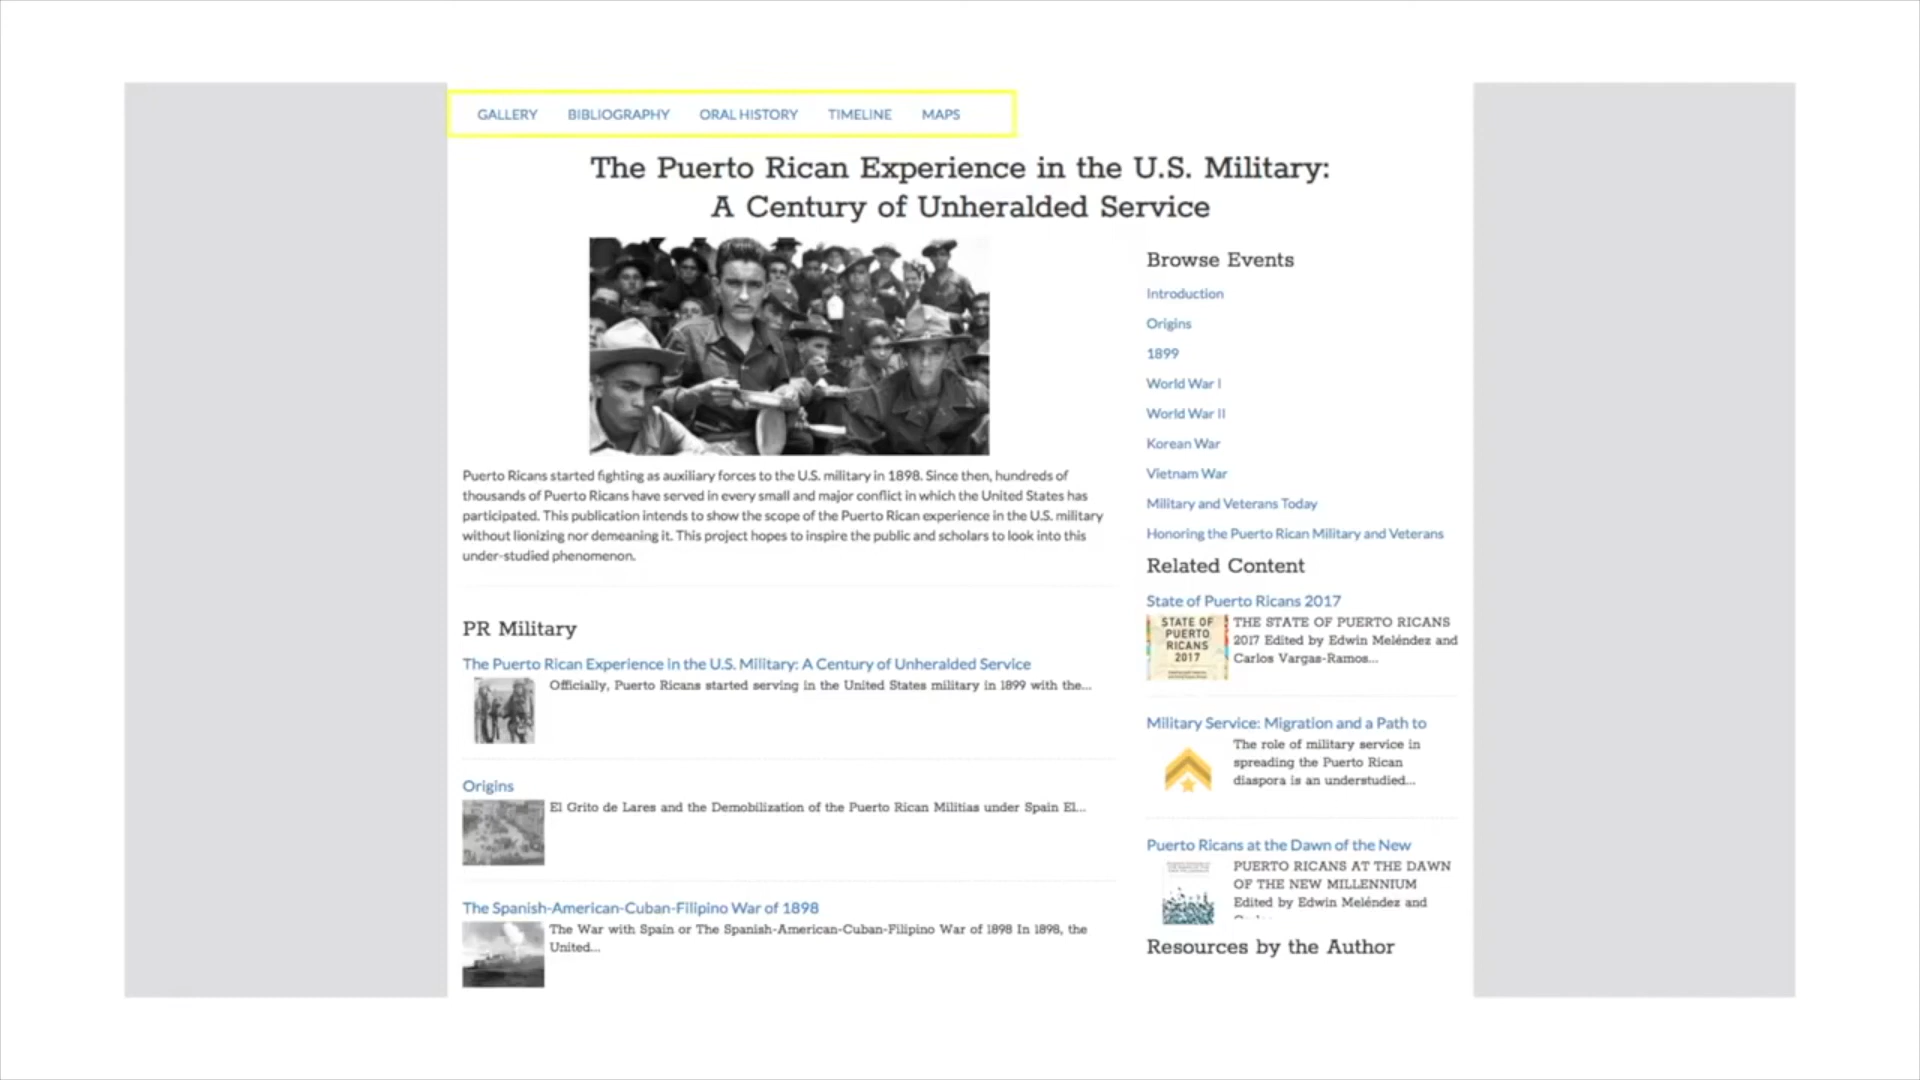 GALLERY BIBLIOGRAPHY ORAL HISTORY TIMELINE MAPS
The Puerto Rican Experience in the U.S. Military:
A Century of Unheralded Service
Puerto Ricans started fighting as auxiliary forces to the U.S. military in 1898. Since then, hundreds of
thousands of Puerto Ricans have served in every small and major conflict in which the United States has
participated. This publication intends to show the scope of the Puerto Rican experience in the U.S. military
without lionizing nor demeaning it. This project hopes to inspire the public and scholars to look into this
under-studied phenomenon.
PR Military
The Puerto Rican Experience in the U.S. Military: A Century of Unheralded Service
Officially, Puerto Ricans started serving in the United States military in 1899 with the...
Origins
El Grito de Lares and the Demobilization of the Puerto Rican Militias under Spain El...
The Spanish-American-Cuban-Filipino War of 1898
The War with Spain or The Spanish-American-Cuban-Filipino War of 1898 In 1898, the
United...
Browse Events
Introduction
Origins
1899
World War I
World War II
Korean War
Vietnam War
Military and Veterans Today
Honoring the Puerto Rican Military and Veterans
Related Content
State of Puerto Ricans 2017
STATE OF
PUERTO
RICANS
2017
THE STATE OF PUERTO RICANS
2017 Edited by Edwin Meléndez and
Carlos Vargas-Ramos...
Military Service: Migration and a Path to
The role of military service in
spreading the Puerto Rican
diaspora is an understudied...
Puerto Ricans at the Dawn of the New
PUERTO RICANS AT THE DAWN
OF THE NEW MILLENNIUM
Edited by Edwin Meléndez and
Resources by the Author